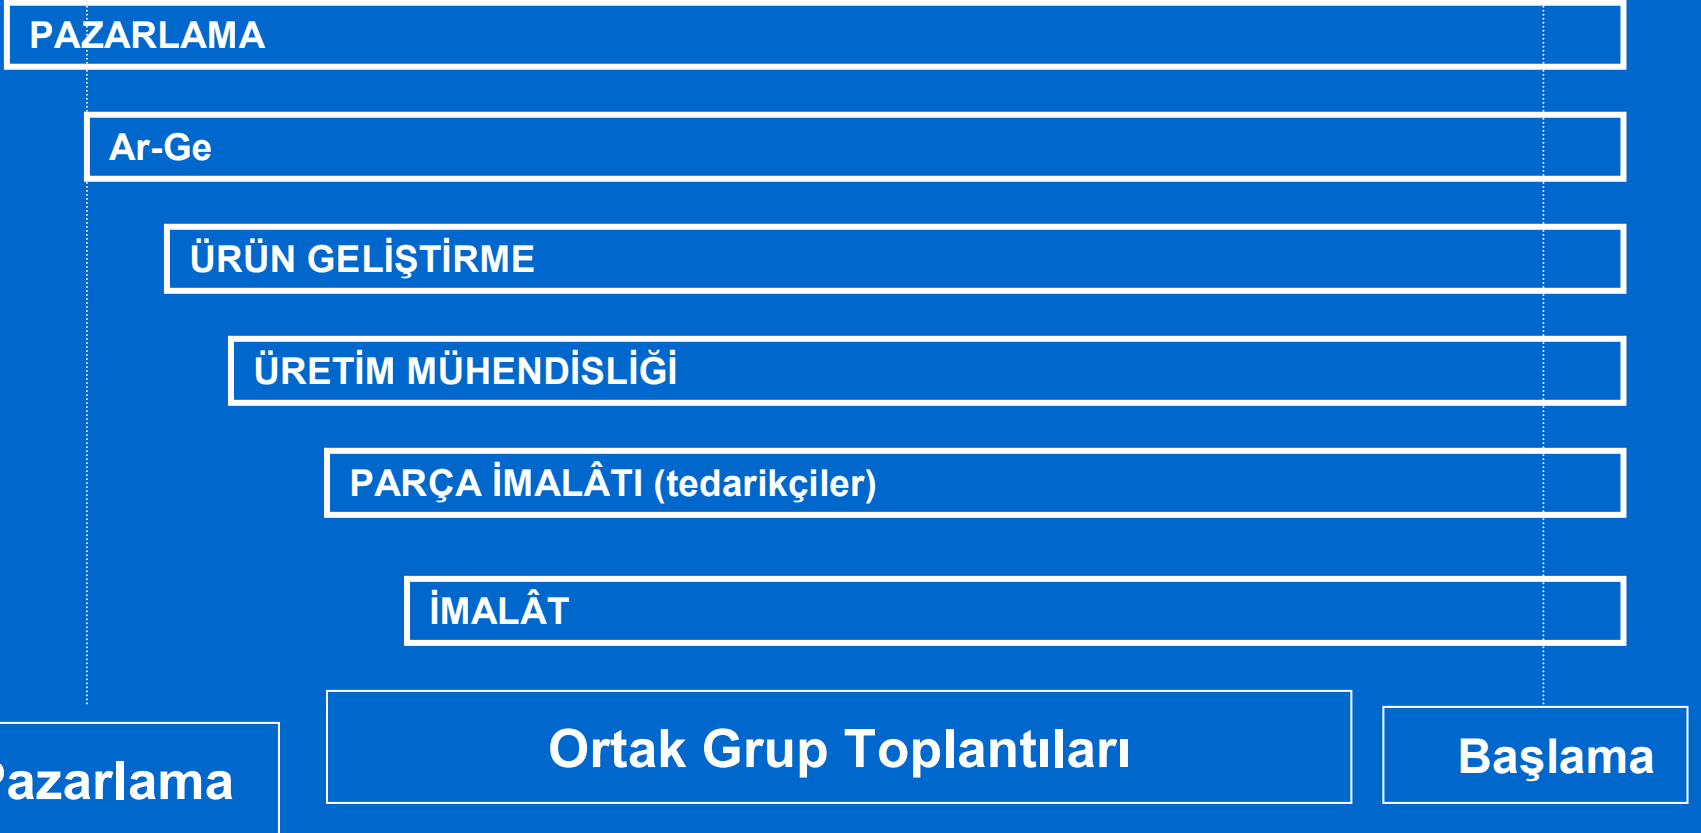 PAZARLAMA
Ar-Ge
ÜRÜN GELİŞTİRME
ÜRETİM MÜHENDİSLİĞİ
PARÇA İMALÂTI (tedarikçiler)
İMALÂT
Ortak Grup Toplantıları
Başlama
Pazarlama